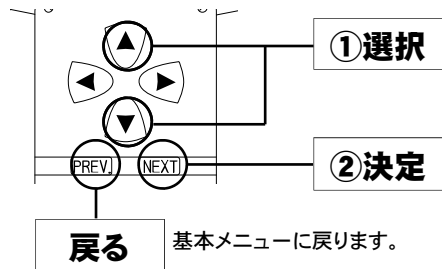 ①選択
PREV.
NEXT
②決定
戻る
基本メニューに戻ります。